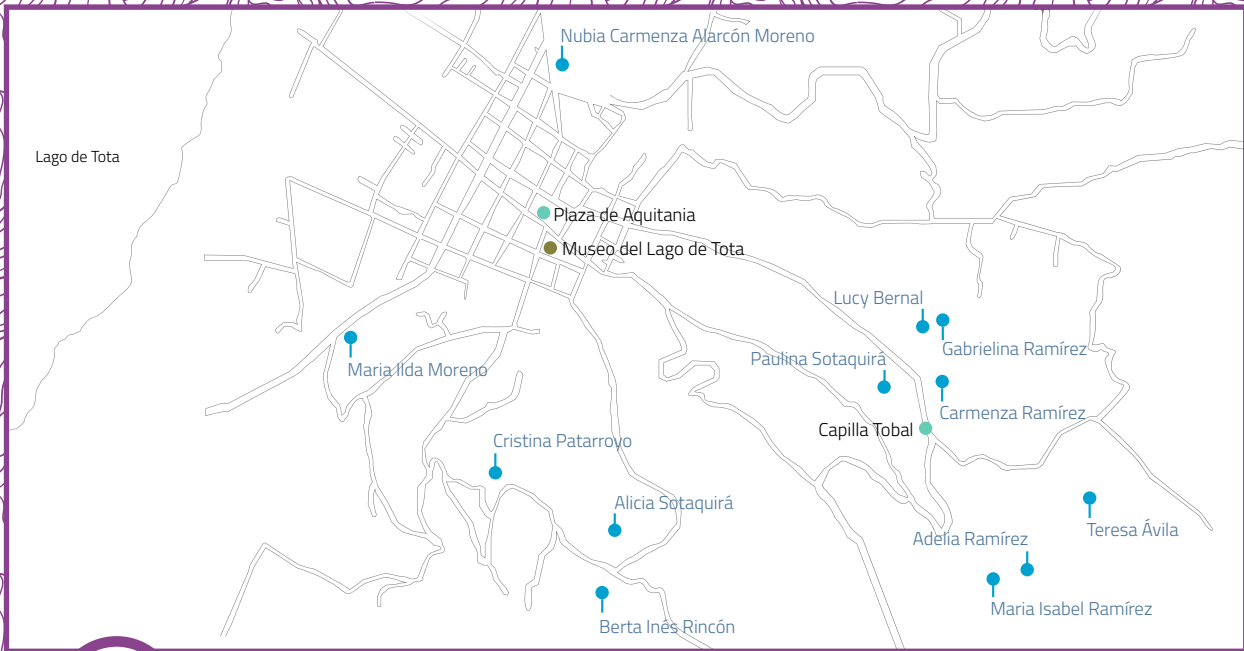 Nubia Carmenza Alarcón Moreno
Lago de Tota
Plaza de Aquitania
Museo del Lago de Tota
Lucy Bernal
Gabrielina Ramírez
Paulina Sotaquirá
Maria Ilda Moreno
Carmenza Ramírez
Capilla Tobal
Cristina Patarroyo
Alicia Sotaquirá
Teresa Ávila
Adelia Ramírez
Maria Isabel Ramírez
Berta Inés Rincón